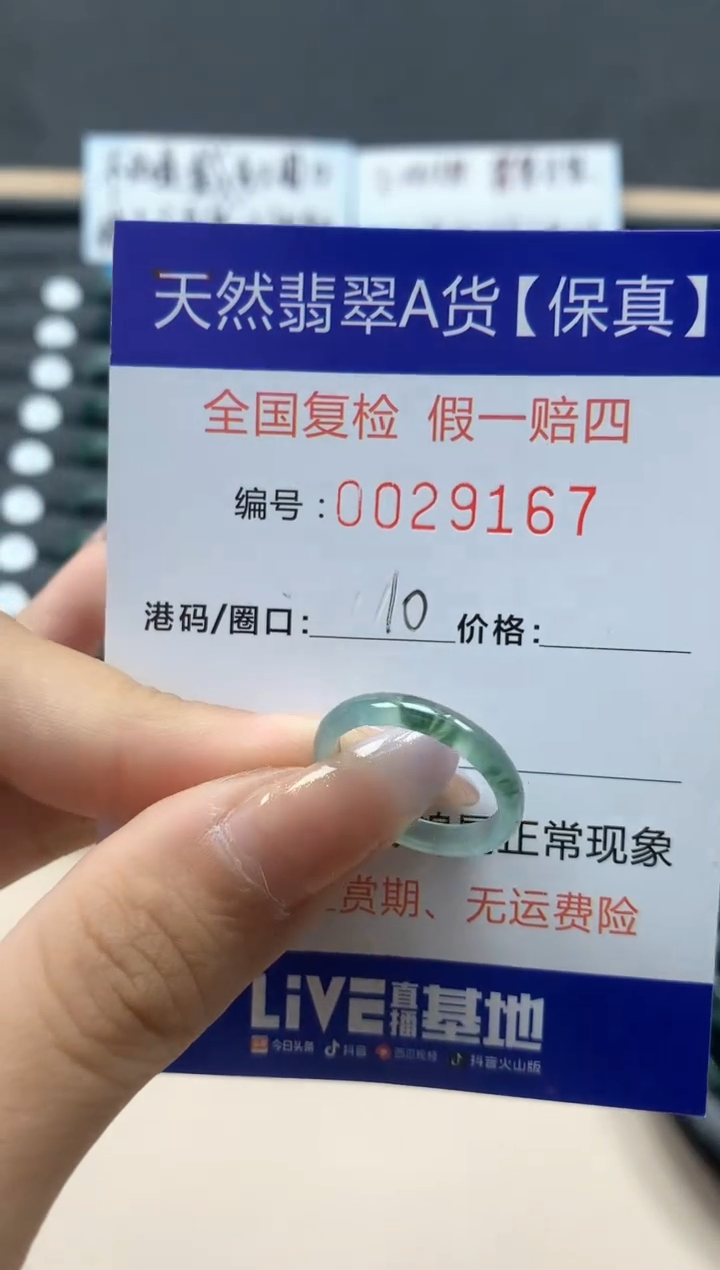 天然翡翠A货【保真】
全国复检 假一赔四
编号:0029167
港码/圈口: 10 价格:
正常现象
赏期、无运费险
LiVE直播基地
今日头条 抖音 西瓜视频 抖音火山版